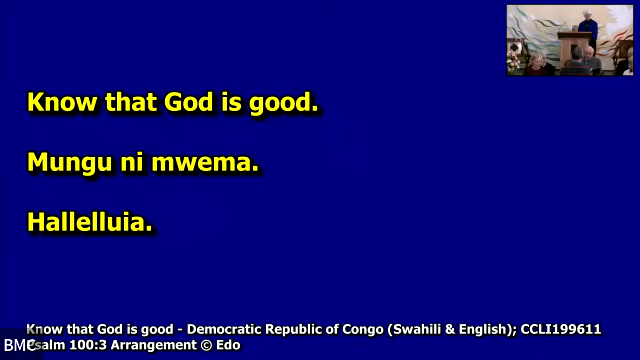 Know that God is good.
Mungu ni mwema.
Hallelluia.
Know that God is good - Democratic Republic of Congo (Swahili & English); CCLI199611
Psalm 100:3 Arrangement © Edo
BMC